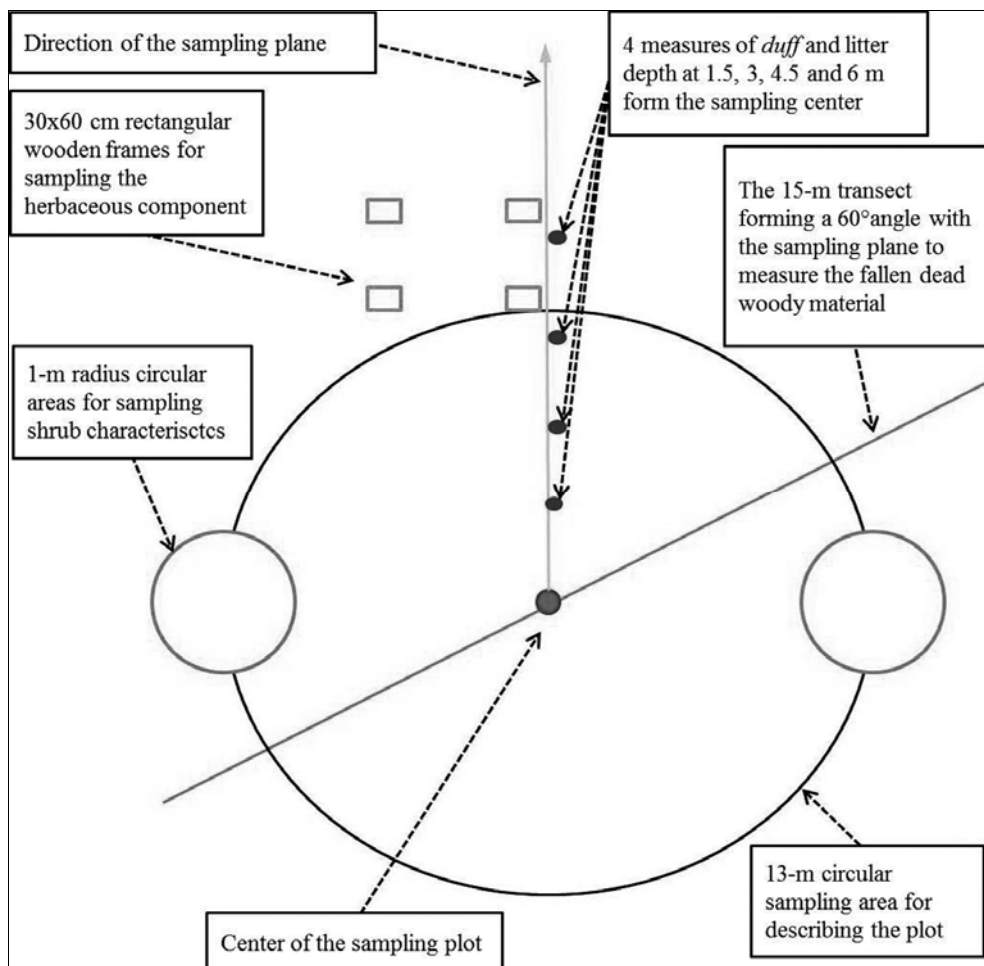 Direction of the sampling plane
4 measures of duff and litter
depth at 1.5, 3, 4.5 and 6 m
form the sampling center
30x60 cm rectangular
wooden frames for
sampling the
herbaceous component
The 15-m transect
forming a 60°angle with
the sampling plane to
measure the fallen dead
woody material
1-m radius circular
areas for sampling
shrub characterisctcs
13-m circular
sampling area for
describing the plot
Center of the sampling plot